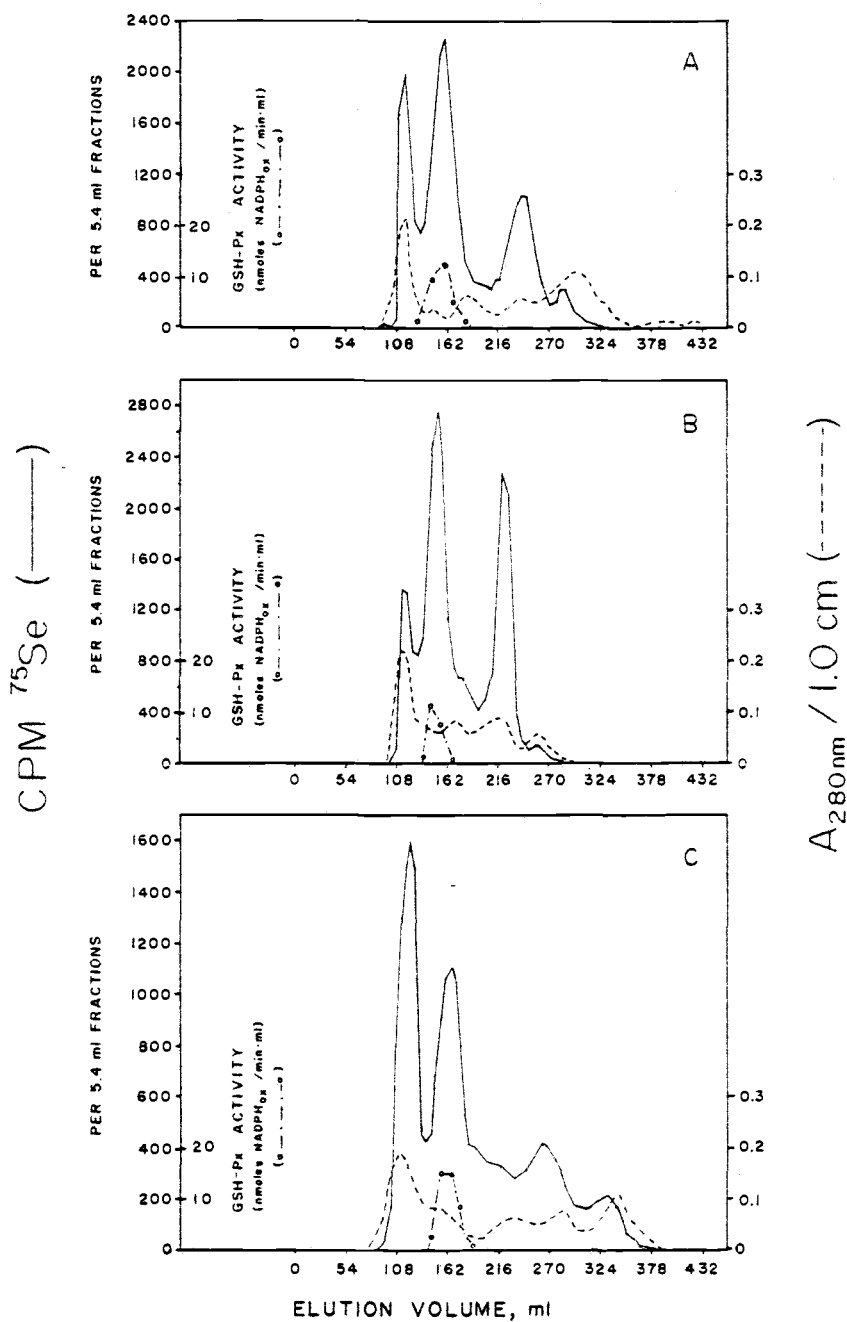 CPM ⁷⁵Se (———)
A280nm / 1.0 cm (-----)
A
PER 5.4 ml FRACTIONS
2400
2000
1600
1200
800
400
0
20
10
GSH-Px ACTIVITY
(nmoles NADPHox /min·ml)
(o—·—·—o)
0.3
0.2
0.1
0
0 54 108 162 216 270 324 378 432
B
PER 5.4 ml FRACTIONS
2800
2400
2000
1600
1200
800
400
0
20
10
GSH-Px ACTIVITY
(nmoles NADPHox /min·ml)
(o—·—·—o)
0.3
0.2
0.1
0
0 54 108 162 216 270 324 378 432
C
PER 5.4 ml FRACTIONS
1600
1400
1200
1000
800
600
400
200
0
20
10
GSH-Px ACTIVITY
(nmoles NADPHox /min·ml)
(o—·—·—o)
0.3
0.2
0.1
0
0 54 108 162 216 270 324 378 432
ELUTION VOLUME, ml